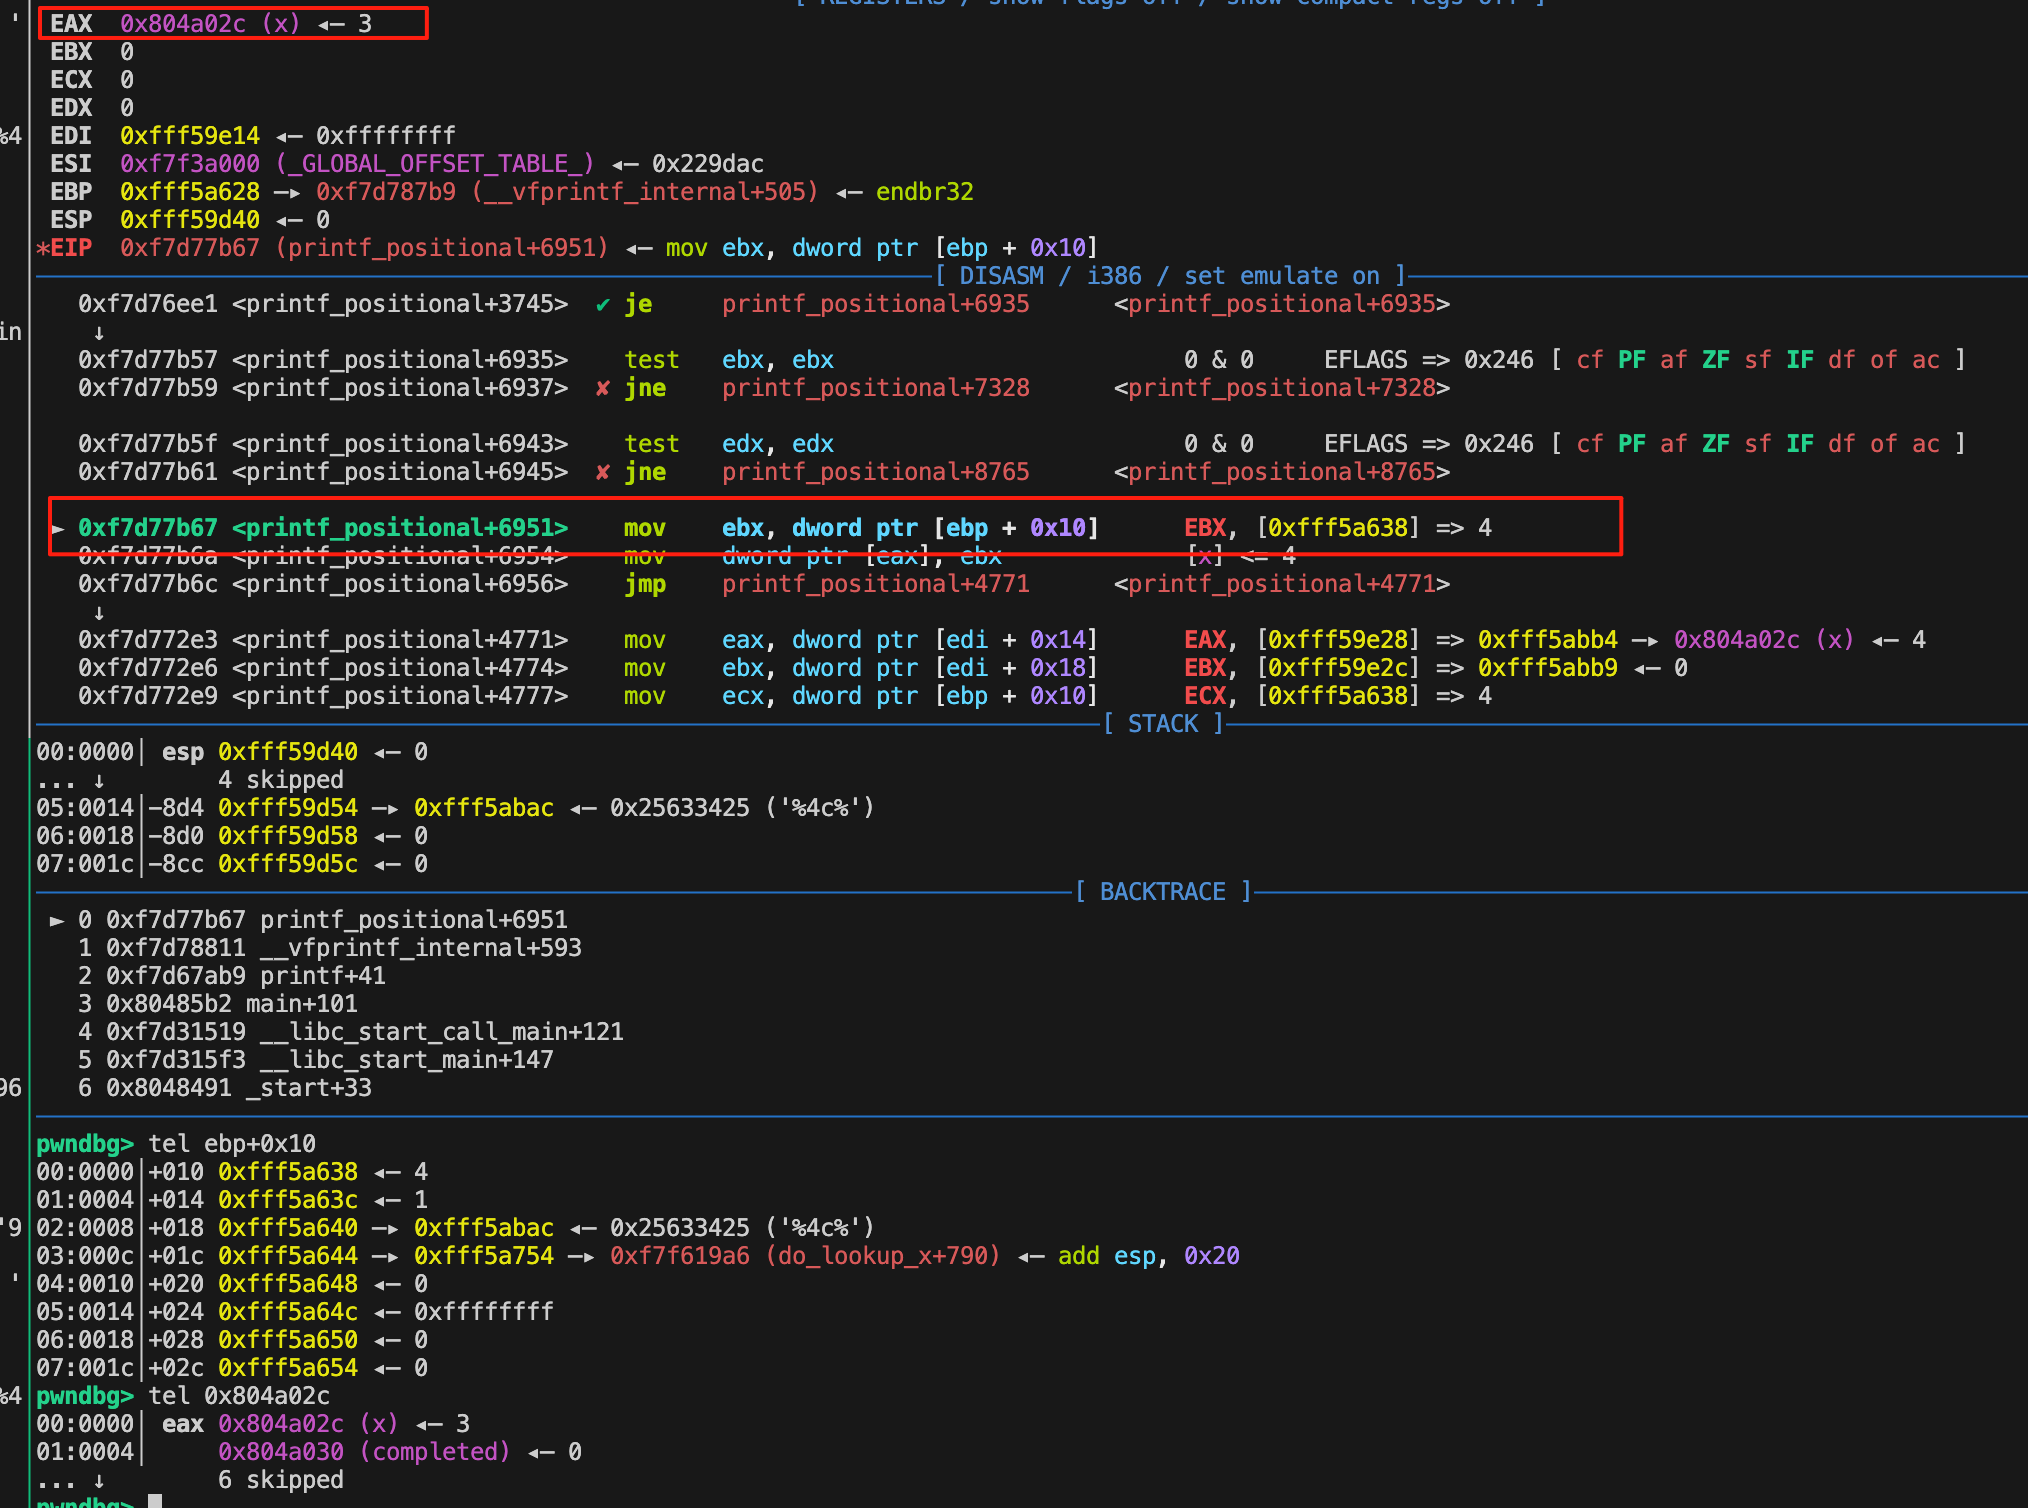 [ REGISTERS / show-flags off / show-compact-regs off ]
' EAX  0x804a02c (x) ◂— 3
EBX  0
ECX  0
EDX  0
%4 EDI  0xfff59e14 ◂— 0xffffffff
ESI  0xf7f3a000 (_GLOBAL_OFFSET_TABLE_) ◂— 0x229dac
EBP  0xfff5a628 —▸ 0xf7d787b9 (__vfprintf_internal+505) ◂— endbr32
ESP  0xfff59d40 ◂— 0
*EIP  0xf7d77b67 (printf_positional+6951) ◂— mov ebx, dword ptr [ebp + 0x10]
[ DISASM / i386 / set emulate on ]
0xf7d76ee1 <printf_positional+3745>  ✔ je     printf_positional+6935      <printf_positional+6935>
in ↓
0xf7d77b57 <printf_positional+6935>    test   ebx, ebx                         0 & 0     EFLAGS => 0x246 [ cf PF af ZF sf IF df of ac ]
0xf7d77b59 <printf_positional+6937>  ✘ jne    printf_positional+7328      <printf_positional+7328>
0xf7d77b5f <printf_positional+6943>    test   edx, edx                         0 & 0     EFLAGS => 0x246 [ cf PF af ZF sf IF df of ac ]
0xf7d77b61 <printf_positional+6945>  ✘ jne    printf_positional+8765      <printf_positional+8765>
► 0xf7d77b67 <printf_positional+6951>    mov    ebx, dword ptr [ebp + 0x10]      EBX, [0xfff5a638] => 4
0xf7d77b6a <printf_positional+6954>    mov    dword ptr [eax], ebx             [x] <= 4
0xf7d77b6c <printf_positional+6956>    jmp    printf_positional+4771      <printf_positional+4771>
↓
0xf7d772e3 <printf_positional+4771>    mov    eax, dword ptr [edi + 0x14]      EAX, [0xfff59e28] => 0xfff5abb4 —▸ 0x804a02c (x) ◂— 4
0xf7d772e6 <printf_positional+4774>    mov    ebx, dword ptr [edi + 0x18]      EBX, [0xfff59e2c] => 0xfff5abb9 ◂— 0
0xf7d772e9 <printf_positional+4777>    mov    ecx, dword ptr [ebp + 0x10]      ECX, [0xfff5a638] => 4
[ STACK ]
00:0000│ esp 0xfff59d40 ◂— 0
... ↓        4 skipped
05:0014│-8d4 0xfff59d54 —▸ 0xfff5abac ◂— 0x25633425 ('%4c%')
06:0018│-8d0 0xfff59d58 ◂— 0
07:001c│-8cc 0xfff59d5c ◂— 0
[ BACKTRACE ]
► 0 0xf7d77b67 printf_positional+6951
1 0xf7d78811 __vfprintf_internal+593
2 0xf7d67ab9 printf+41
3 0x80485b2 main+101
4 0xf7d31519 __libc_start_call_main+121
5 0xf7d315f3 __libc_start_main+147
96 6 0x8048491 _start+33
pwndbg> tel ebp+0x10
00:0000│+010 0xfff5a638 ◂— 4
01:0004│+014 0xfff5a63c ◂— 1
'9 02:0008│+018 0xfff5a640 —▸ 0xfff5abac ◂— 0x25633425 ('%4c%')
03:000c│+01c 0xfff5a644 —▸ 0xfff5a754 —▸ 0xf7f619a6 (do_lookup_x+790) ◂— add esp, 0x20
' 04:0010│+020 0xfff5a648 ◂— 0
05:0014│+024 0xfff5a64c ◂— 0xffffffff
06:0018│+028 0xfff5a650 ◂— 0
07:001c│+02c 0xfff5a654 ◂— 0
%4 pwndbg> tel 0x804a02c
00:0000│ eax 0x804a02c (x) ◂— 3
01:0004│     0x804a030 (completed) ◂— 0
... ↓        6 skipped
pwndbg>